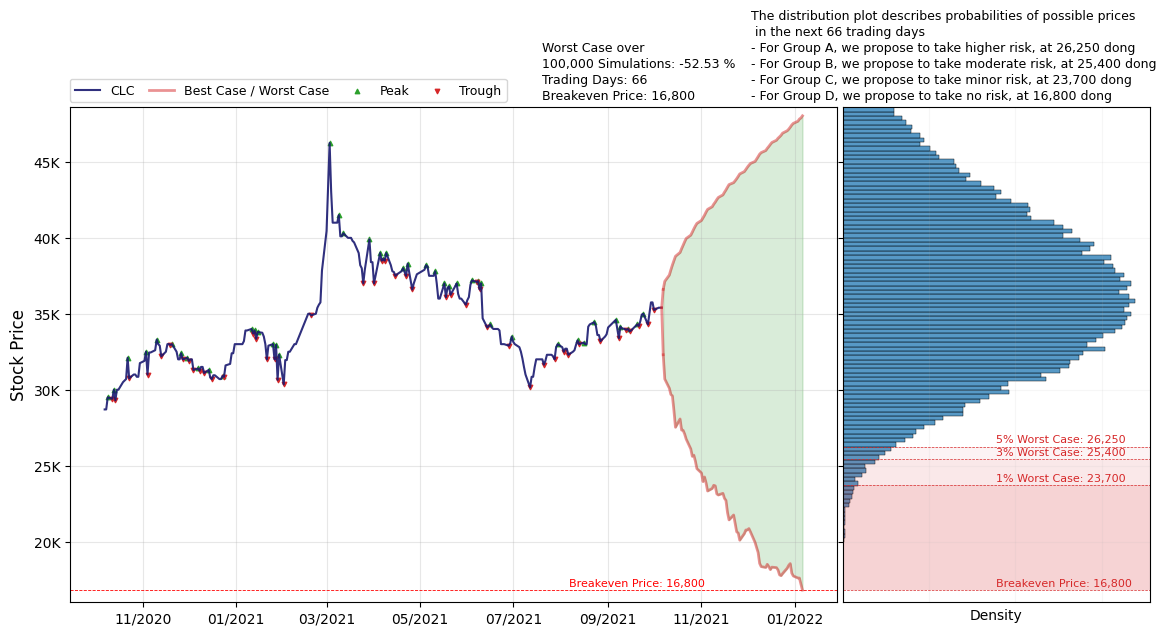 The distribution plot describes probabilities of possible prices
in the next 66 trading days
- For Group A, we propose to take higher risk, at 26,250 dong
- For Group B, we propose to take moderate risk, at 25,400 dong
- For Group C, we propose to take minor risk, at 23,700 dong
- For Group D, we propose to take no risk, at 16,800 dong
Worst Case over
100,000 Simulations: -52.53 %
Trading Days: 66
Breakeven Price: 16,800
CLC
Best Case / Worst Case
Peak
Trough
Stock Price
45K
40K
35K
30K
25K
20K
Breakeven Price: 16,800
11/2020
01/2021
03/2021
05/2021
07/2021
09/2021
11/2021
01/2022
5% Worst Case: 26,250
3% Worst Case: 25,400
1% Worst Case: 23,700
Breakeven Price: 16,800
Density